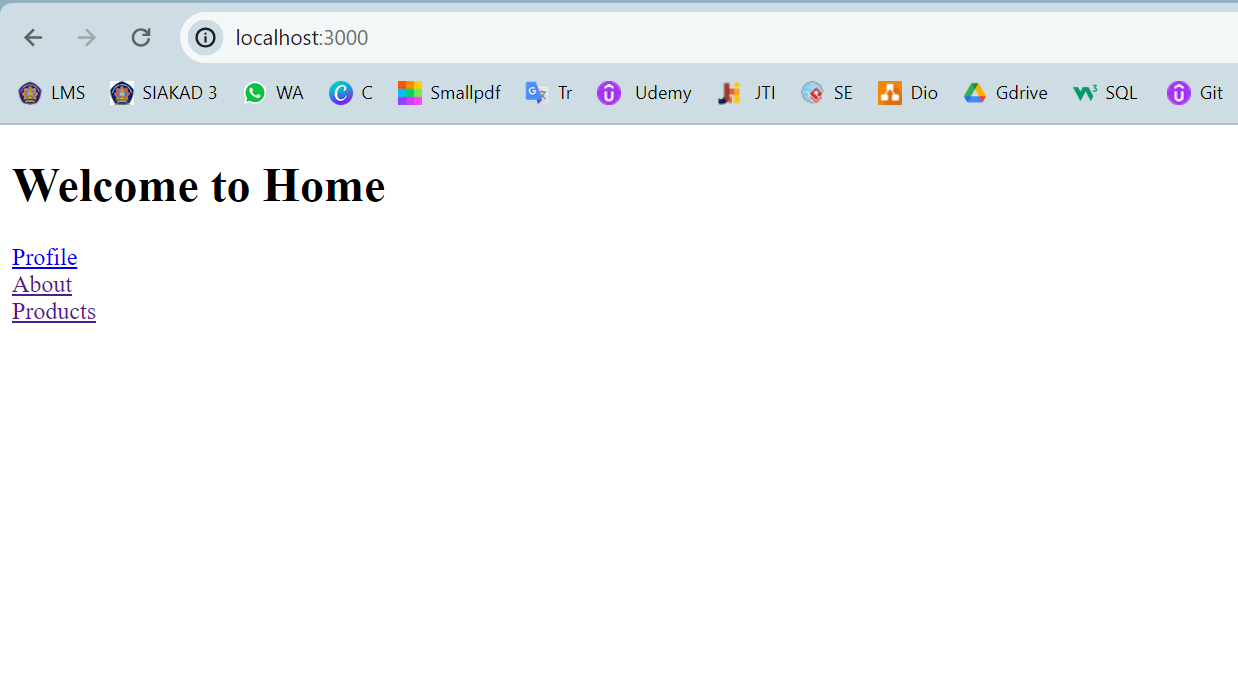 localhost:3000
LMS SIAKAD 3 WA C Smallpdf Tr Udemy JTI SE Dio Gdrive SQL Git
Welcome to Home
Profile
About
Products